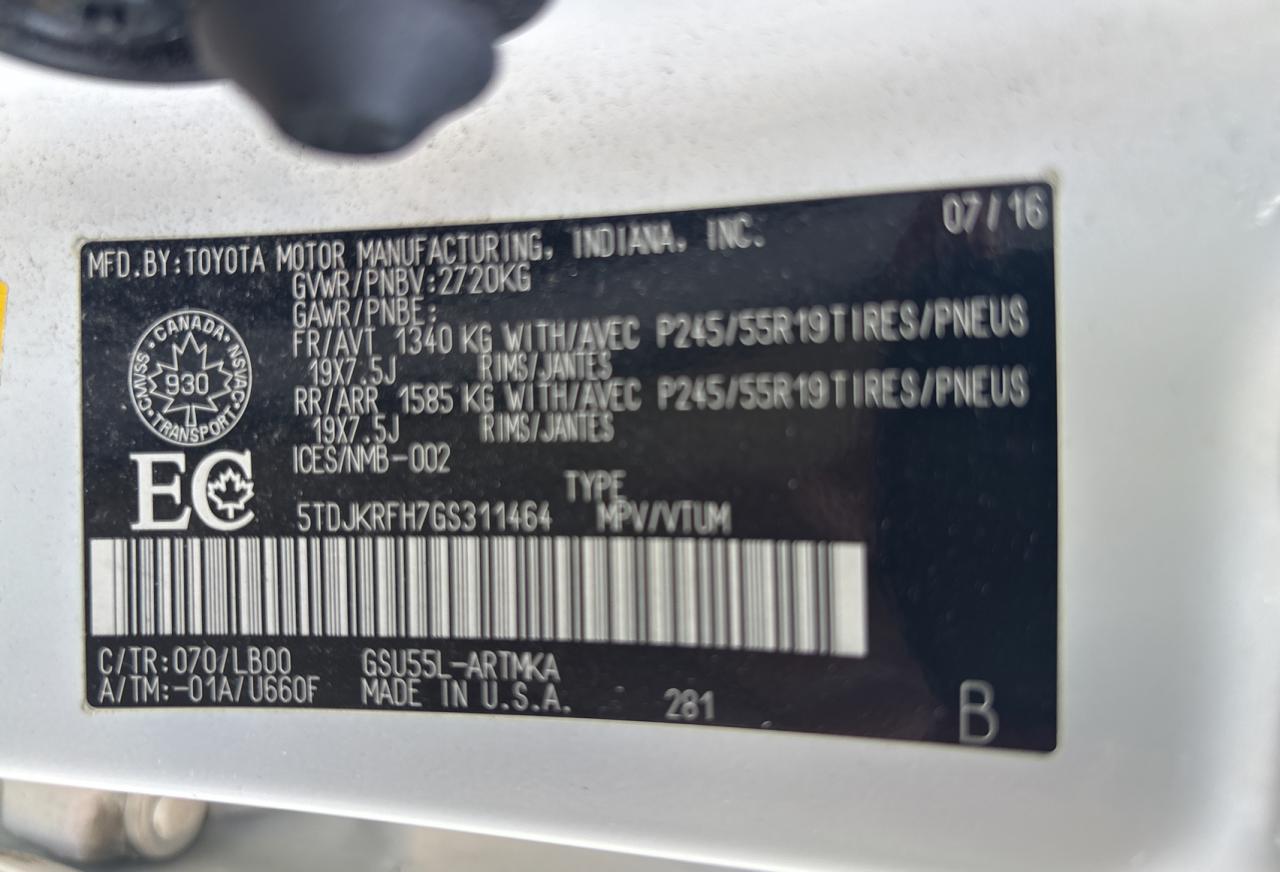 07/16
MFD.BY:TOYOTA MOTOR MANUFACTURING, INDIANA, INC.
GVWR/PNBV:2720KG
GAWR/PNBE:
FR/AVT 1340 KG WITH/AVEC P245/55R19TIRES/PNEUS
19X7.5J RIMS/JANTES
RR/ARR 1585 KG WITH/AVEC P245/55R19TIRES/PNEUS
19X7.5J RIMS/JANTES
ICES/NMB-002
CANADA
CMVSS 930 NSVAC
TRANSPORT
EC
TYPE
5TDJKRFH7GS311464 MPV/VTUM
C/TR:070/LB00 GSU55L-ARTMKA
A/TM:-01A/U660F MADE IN U.S.A. 281 B